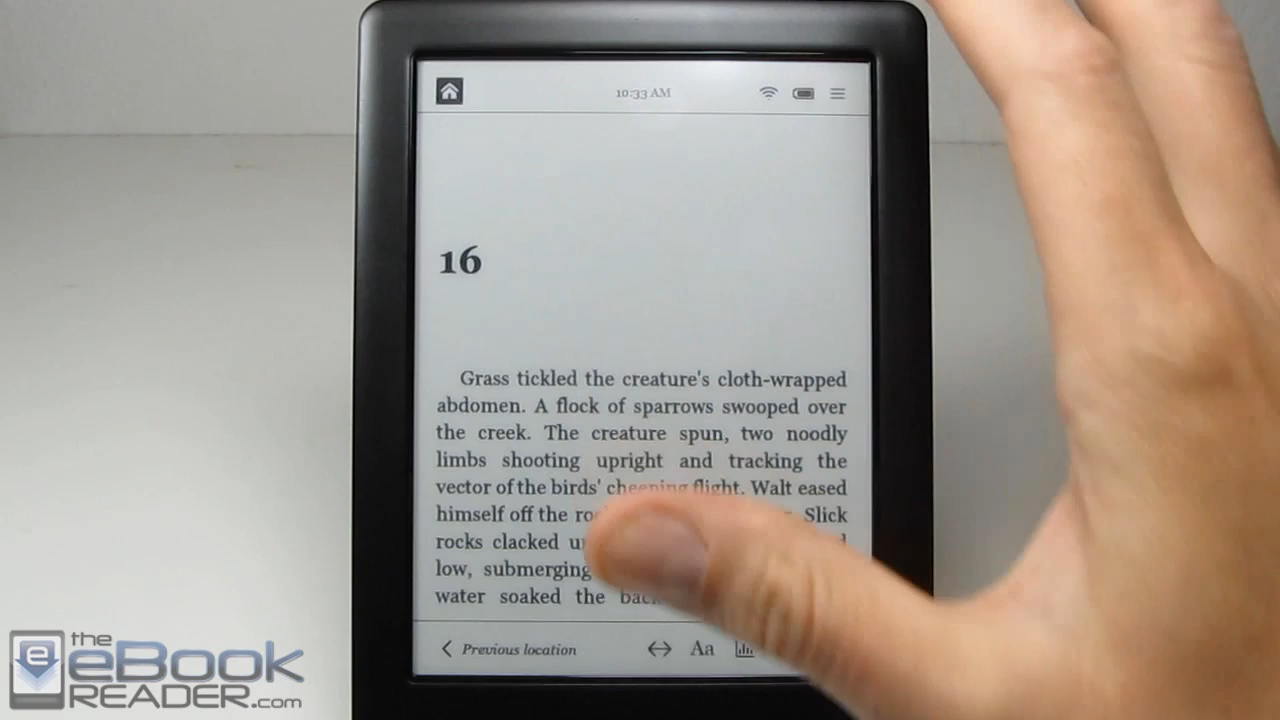 10:33 AM
16
Grass tickled the creature's cloth-wrapped
abdomen. A flock of sparrows swooped over
the creek. The creature spun, two noodly
limbs shooting upright and tracking the
vector of the birds' cheeping flight. Walt eased
himself off the Slick
rocks clacked
low, submerging
water soaked the
Previous location
Aa
the
eBook
READER.com